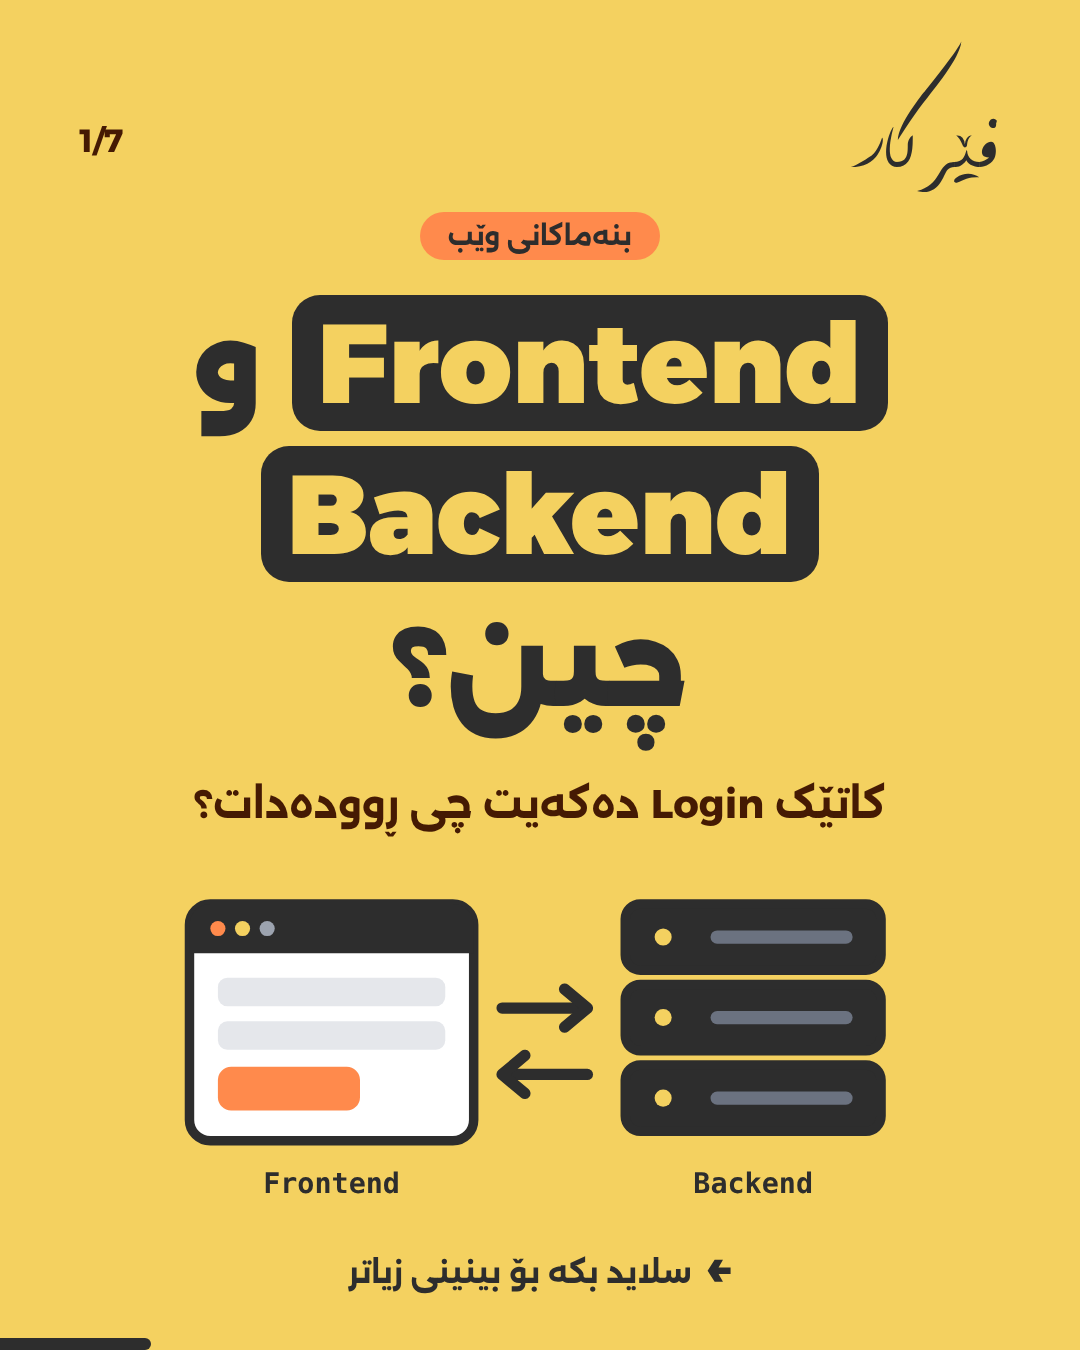 1/7
فێرکار
بنەماکانی وێب
Frontend و
Backend
چین؟
کاتێک Login دەکەیت چی ڕوودەدات؟
Frontend
Backend
سلاید بکە بۆ بینینی زیاتر